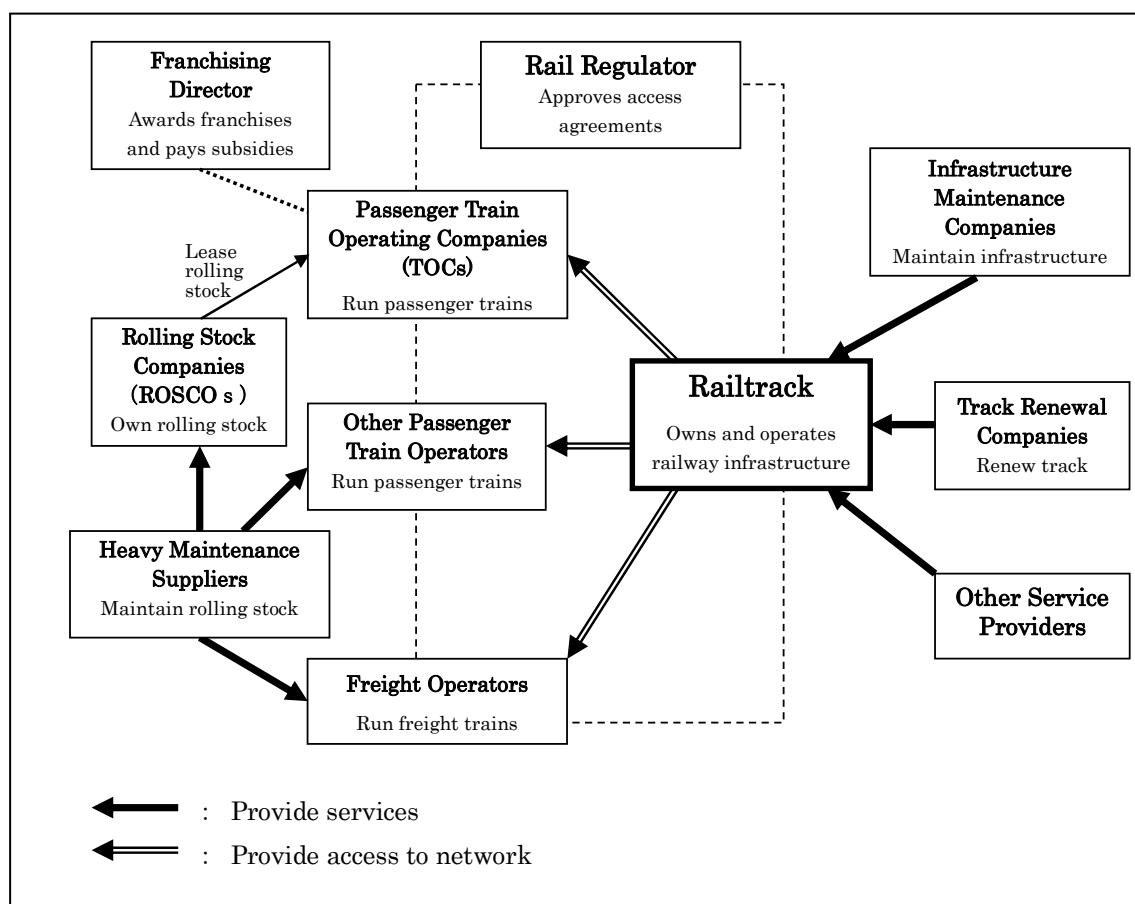 Franchising
Director
Awards franchises
and pays subsidies
Rail Regulator
Approves access
agreements
Infrastructure
Maintenance
Companies
Maintain infrastructure
Passenger Train
Operating Companies
(TOCs)
Run passenger trains
Lease
rolling
stock
Rolling Stock
Companies
(ROSCO s )
Own rolling stock
Railtrack
Owns and operates
railway infrastructure
Track Renewal
Companies
Renew track
Other Passenger
Train Operators
Run passenger trains
Heavy Maintenance
Suppliers
Maintain rolling stock
Other Service
Providers
Freight Operators
Run freight trains
: Provide services
: Provide access to network